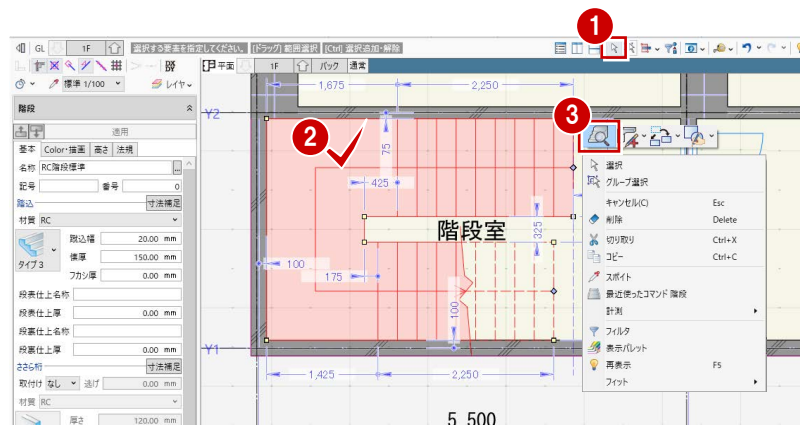 1
GL 1F 選択する要素を指定してください。 [ドラッグ] 範囲選択 [Ctrl] 選択追加・解除
標準 1/100 レイヤ
平面 1F バック 通常
階段
適用
基本 Color・描画 高さ 法規
名称 RC階段標準 ...
記号 番号 0
踏込 寸法補足
材質 RC
タイプ3
蹴込幅 20.00 mm
懐厚 150.00 mm
フカシ厚 0.00 mm
段表仕上名称
段表仕上厚 0.00 mm
段裏仕上名称
段裏仕上厚 0.00 mm
ささら桁 寸法補足
取付け なし 逃げ 0.00 mm
材質 RC
厚さ 120.00 mm
1,675 2,250
Y2
2
75
425
階段室
325
100
175
100
Y1
1,425 2,250
5,500
3
選択
グループ選択
キャンセル(C) Esc
削除 Delete
切り取り Ctrl+X
コピー Ctrl+C
スポイト
最近使ったコマンド 階段
計測
フィルタ
表示パレット
再表示 F5
フィット